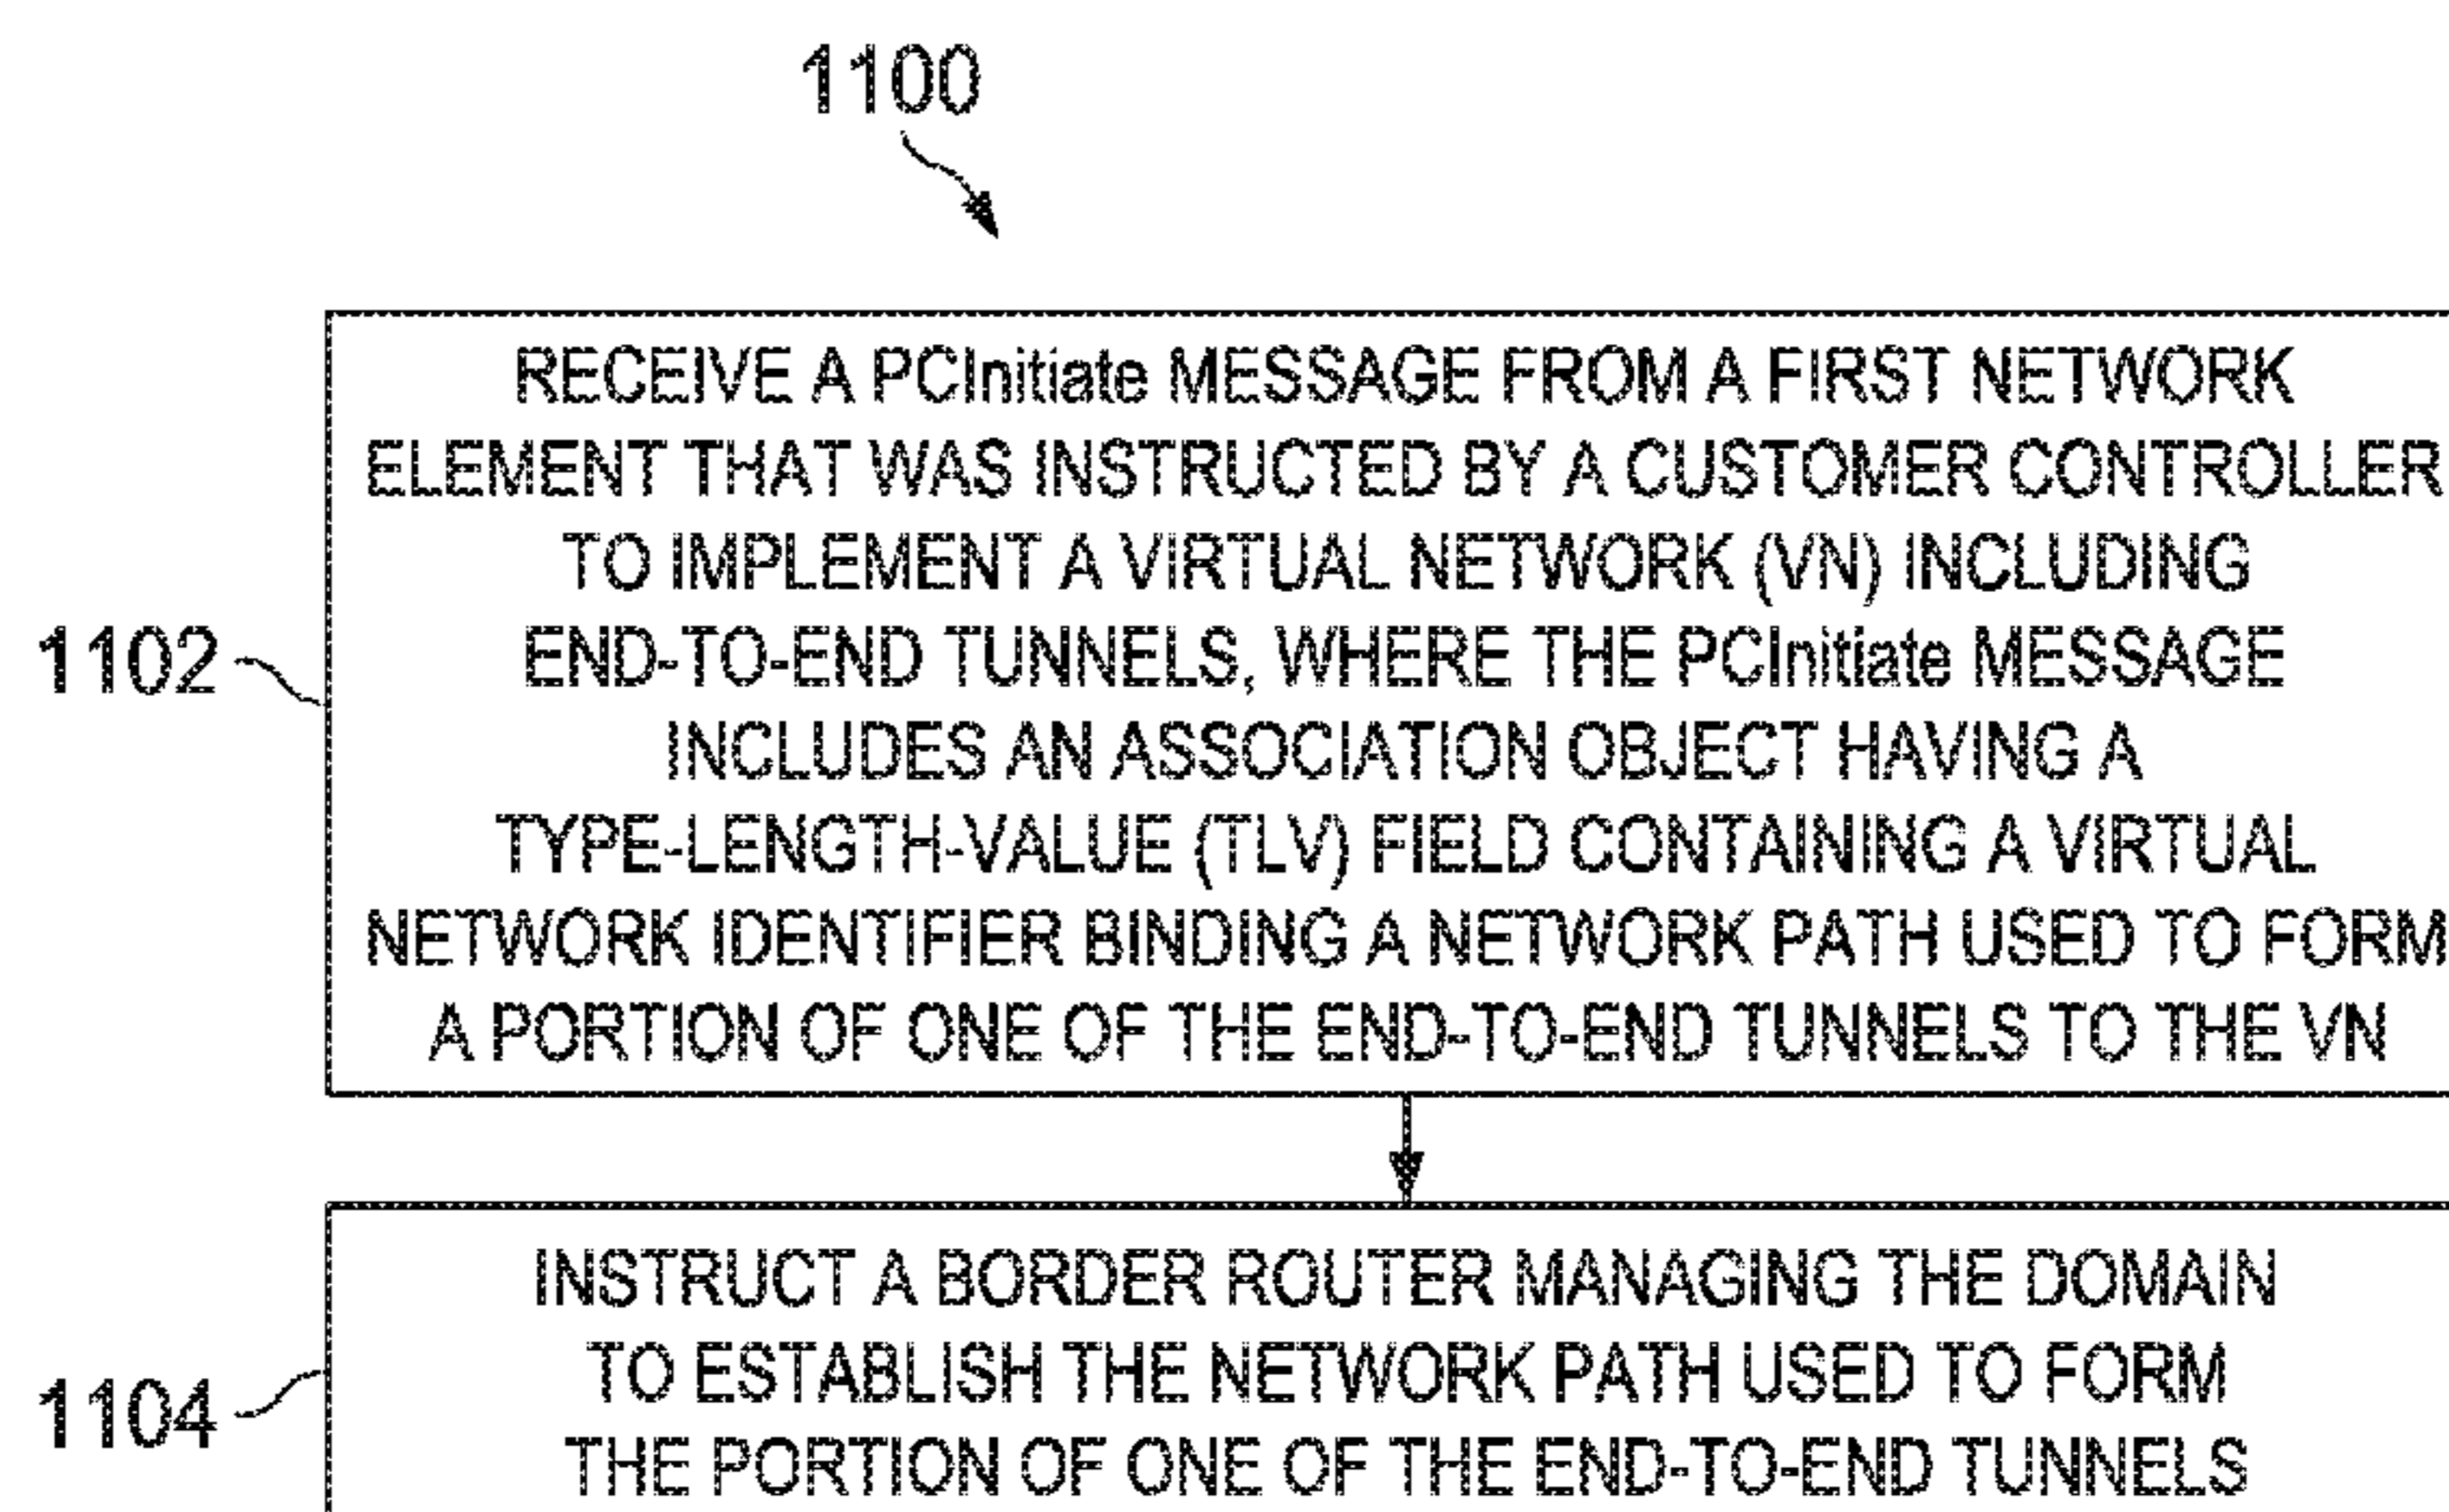 1100
RECEIVE A PCInitiate MESSAGE FROM A FIRST NETWORK
ELEMENT THAT WAS INSTRUCTED BY A CUSTOMER CONTROLLER
TO IMPLEMENT A VIRTUAL NETWORK (VN) INCLUDING
END-TO-END TUNNELS, WHERE THE PCInitiate MESSAGE
INCLUDES AN ASSOCIATION OBJECT HAVING A
TYPE-LENGTH-VALUE (TLV) FIELD CONTAINING A VIRTUAL
NETWORK IDENTIFIER BINDING A NETWORK PATH USED TO FORM
A PORTION OF ONE OF THE END-TO-END TUNNELS TO THE VN
1102
INSTRUCT A BORDER ROUTER MANAGING THE DOMAIN
TO ESTABLISH THE NETWORK PATH USED TO FORM
THE PORTION OF ONE OF THE END-TO-END TUNNELS
1104